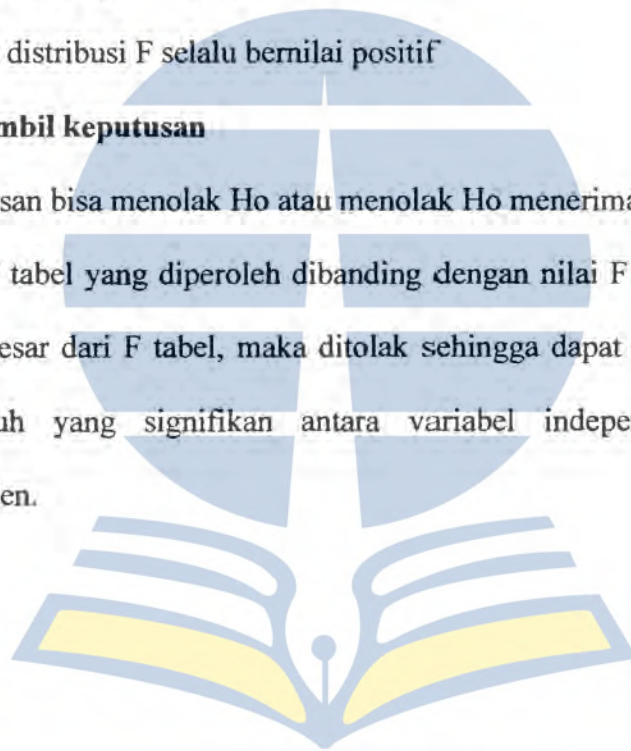 distribusi F selalu bernilai positif
mbil keputusan
san bisa menolak Ho atau menolak Ho menerima
tabel yang diperoleh dibanding dengan nilai F
esar dari F tabel, maka ditolak sehingga dapat
uh yang signifikan antara variabel indepe
en.